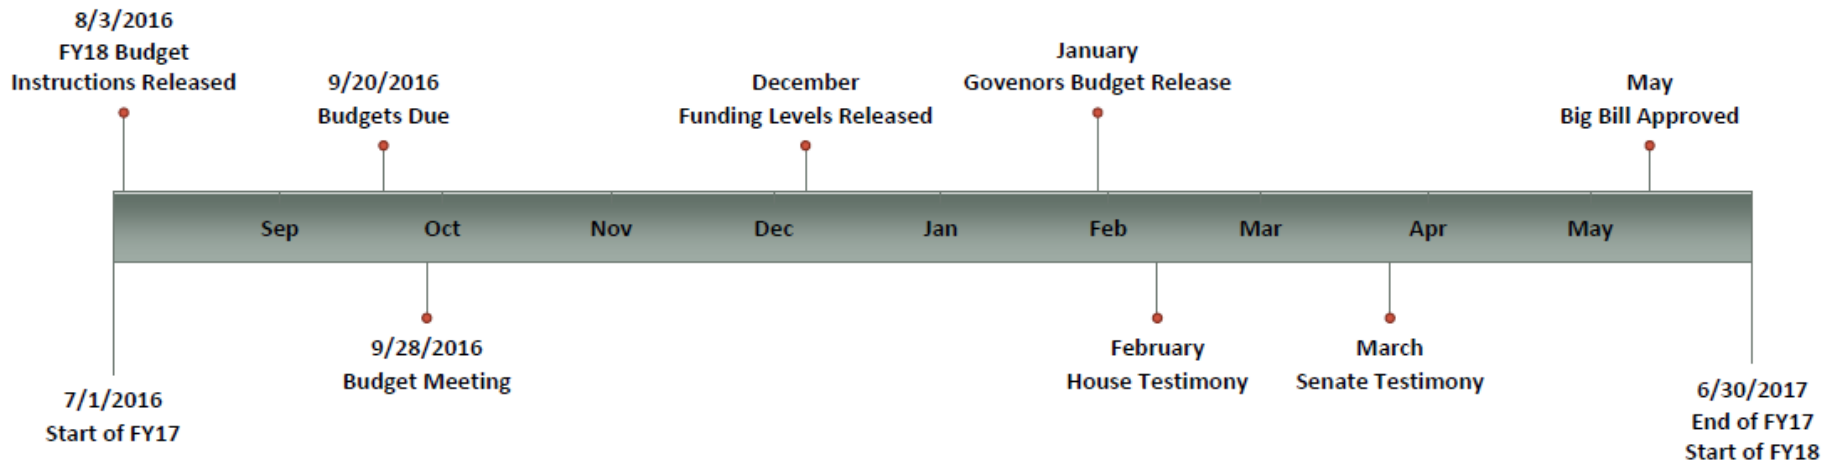 8/3/2016
FY18 Budget
Instructions Released
9/20/2016
Budgets Due
December
Funding Levels Released
January
Govenors Budget Release
May
Big Bill Approved
Sep Oct Nov Dec Jan Feb Mar Apr May
7/1/2016
Start of FY17
9/28/2016
Budget Meeting
February
House Testimony
March
Senate Testimony
6/30/2017
End of FY17
Start of FY18